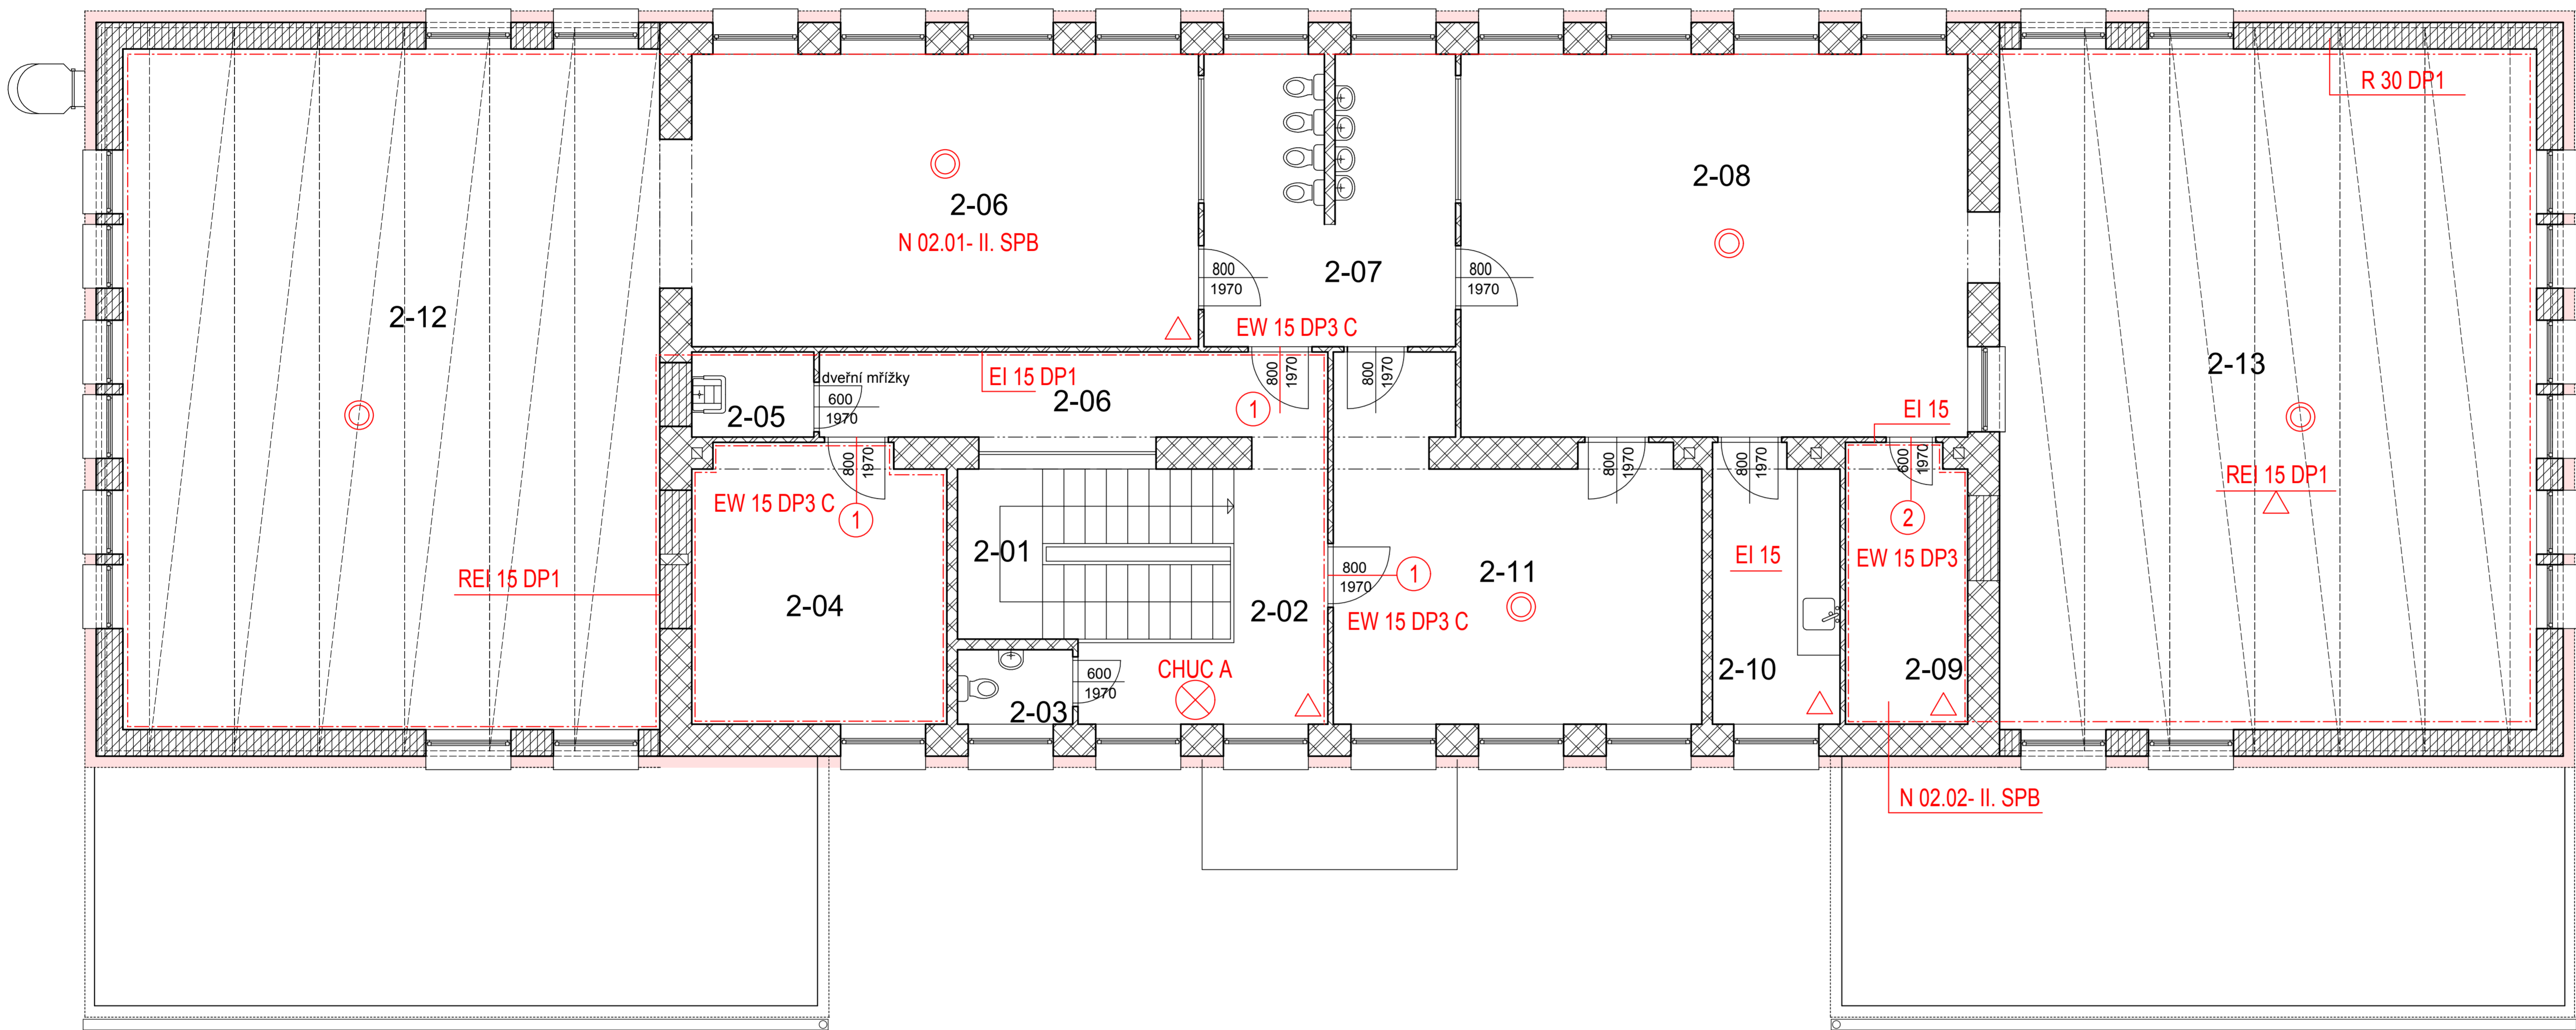 R 30 DP1
2-08
2-06
N 02.01- II. SPB
2-07
800
1970
800
1970
2-12
EW 15 DP3 C
2-13
EI 15 DP1
dveřní mřížky
2-06
800
1970
800
1970
600
1970
2-05
1
EI 15
800
1970
800
1970
800
1970
600
1970
REI 15 DP1
EW 15 DP3 C
1
2
2-01
EI 15
EW 15 DP3
REI 15 DP1
800
1970
1
2-11
2-04
2-02
EW 15 DP3 C
CHUC A
600
1970
2-10
2-09
2-03
N 02.02- II. SPB